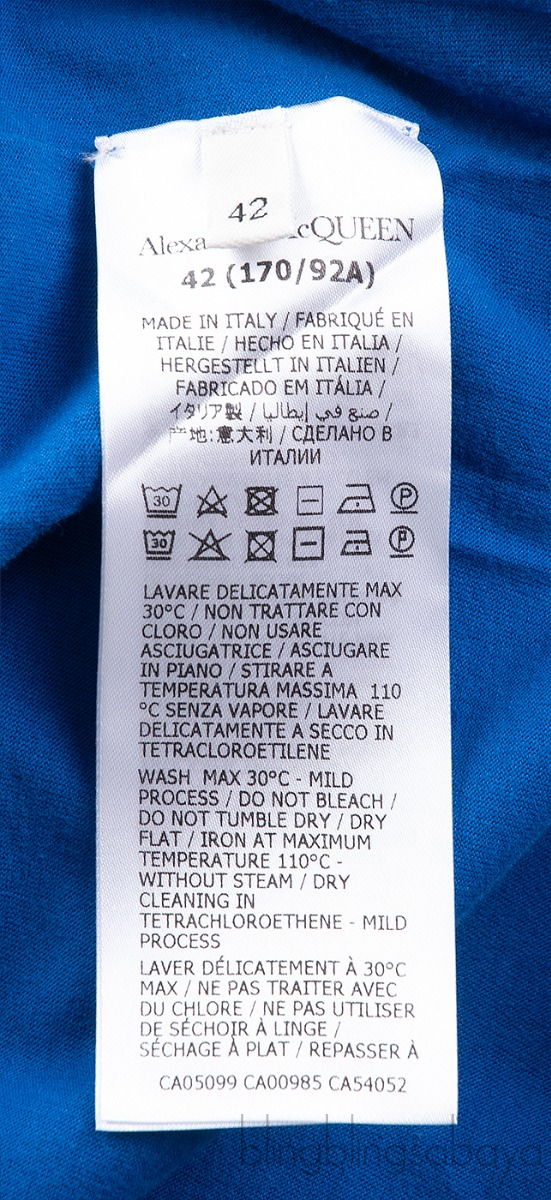 42
Alexa cQUEEN
42 (170/92A)
MADE IN ITALY / FABRIQUÉ EN
ITALIE / HECHO EN ITALIA /
HERGESTELLT IN ITALIEN /
FABRICADO EM ITÁLIA /
イタリア製 / صنع في إيطاليا /
产地:意大利 / СДЕЛАНО В
ИТАЛИИ
30 P
30 P
LAVARE DELICATAMENTE MAX
30°C / NON TRATTARE CON
CLORO / NON USARE
ASCIUGATRICE / ASCIUGARE
IN PIANO / STIRARE A
TEMPERATURA MASSIMA 110
°C SENZA VAPORE / LAVARE
DELICATAMENTE A SECCO IN
TETRACLOROETILENE
WASH MAX 30°C - MILD
PROCESS / DO NOT BLEACH /
DO NOT TUMBLE DRY / DRY
FLAT / IRON AT MAXIMUM
TEMPERATURE 110°C -
WITHOUT STEAM / DRY
CLEANING IN
TETRACHLOROETHENE - MILD
PROCESS
LAVER DÉLICATEMENT À 30°C
MAX / NE PAS TRAITER AVEC
DU CHLORE / NE PAS UTILISER
DE SÉCHOIR À LINGE /
SÉCHAGE À PLAT / REPASSER À
CA05099 CA00985 CA54052
blingblingsabaya